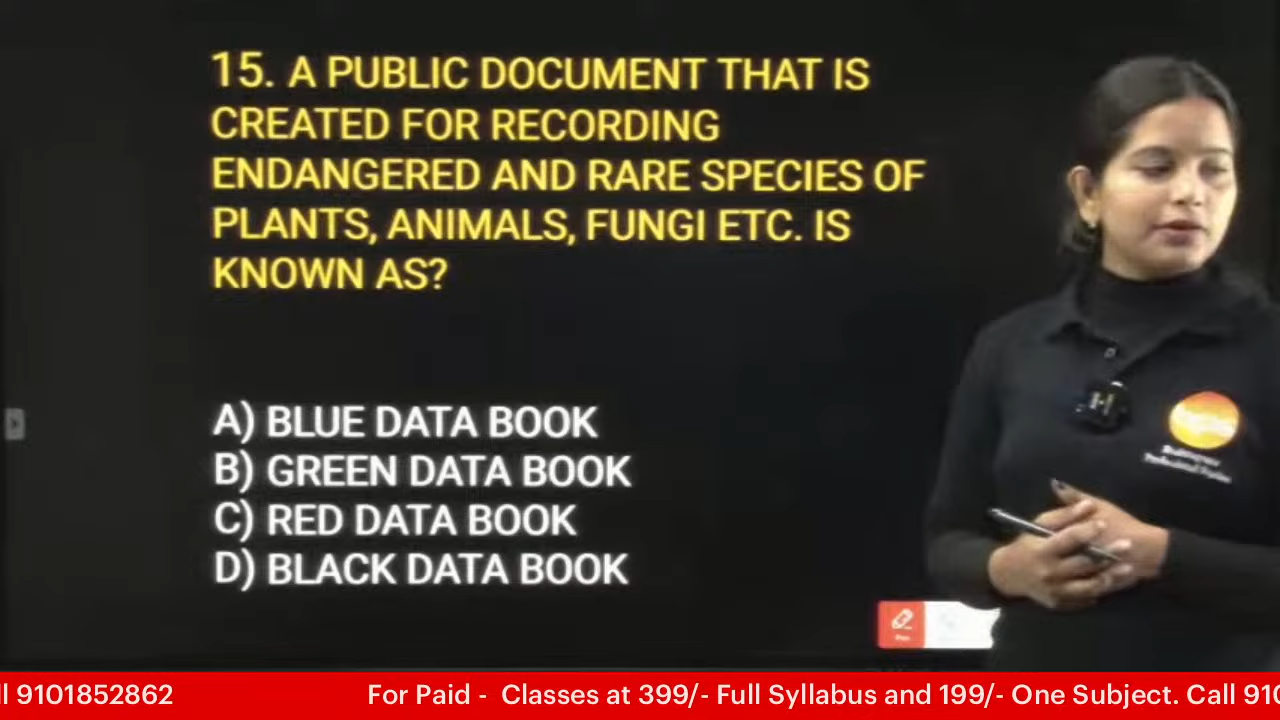 15. A PUBLIC DOCUMENT THAT IS
CREATED FOR RECORDING
ENDANGERED AND RARE SPECIES OF
PLANTS, ANIMALS, FUNGI ETC. IS
KNOWN AS?
A) BLUE DATA BOOK
B) GREEN DATA BOOK
C) RED DATA BOOK
D) BLACK DATA BOOK
Pen
ll 9101852862 For Paid - Classes at 399/- Full Syllabus and 199/- One Subject. Call 910